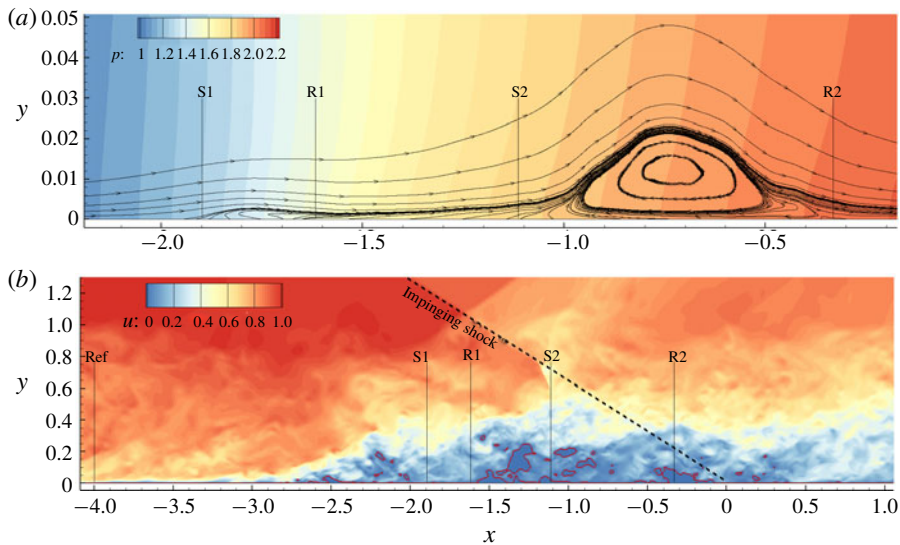 (a)
0.05
0.04
0.03
0.02
0.01
0
y
p: 1 1.2 1.4 1.6 1.8 2.0 2.2
S1 R1 S2 R2
−2.0 −1.5 −1.0 −0.5
(b)
1.2
1.0
0.8
0.6
0.4
0.2
0
y
u: 0 0.2 0.4 0.6 0.8 1.0
Impinging shock
Ref S1 R1 S2 R2
−4.0 −3.5 −3.0 −2.5 −2.0 −1.5 −1.0 −0.5 0 0.5 1.0
x